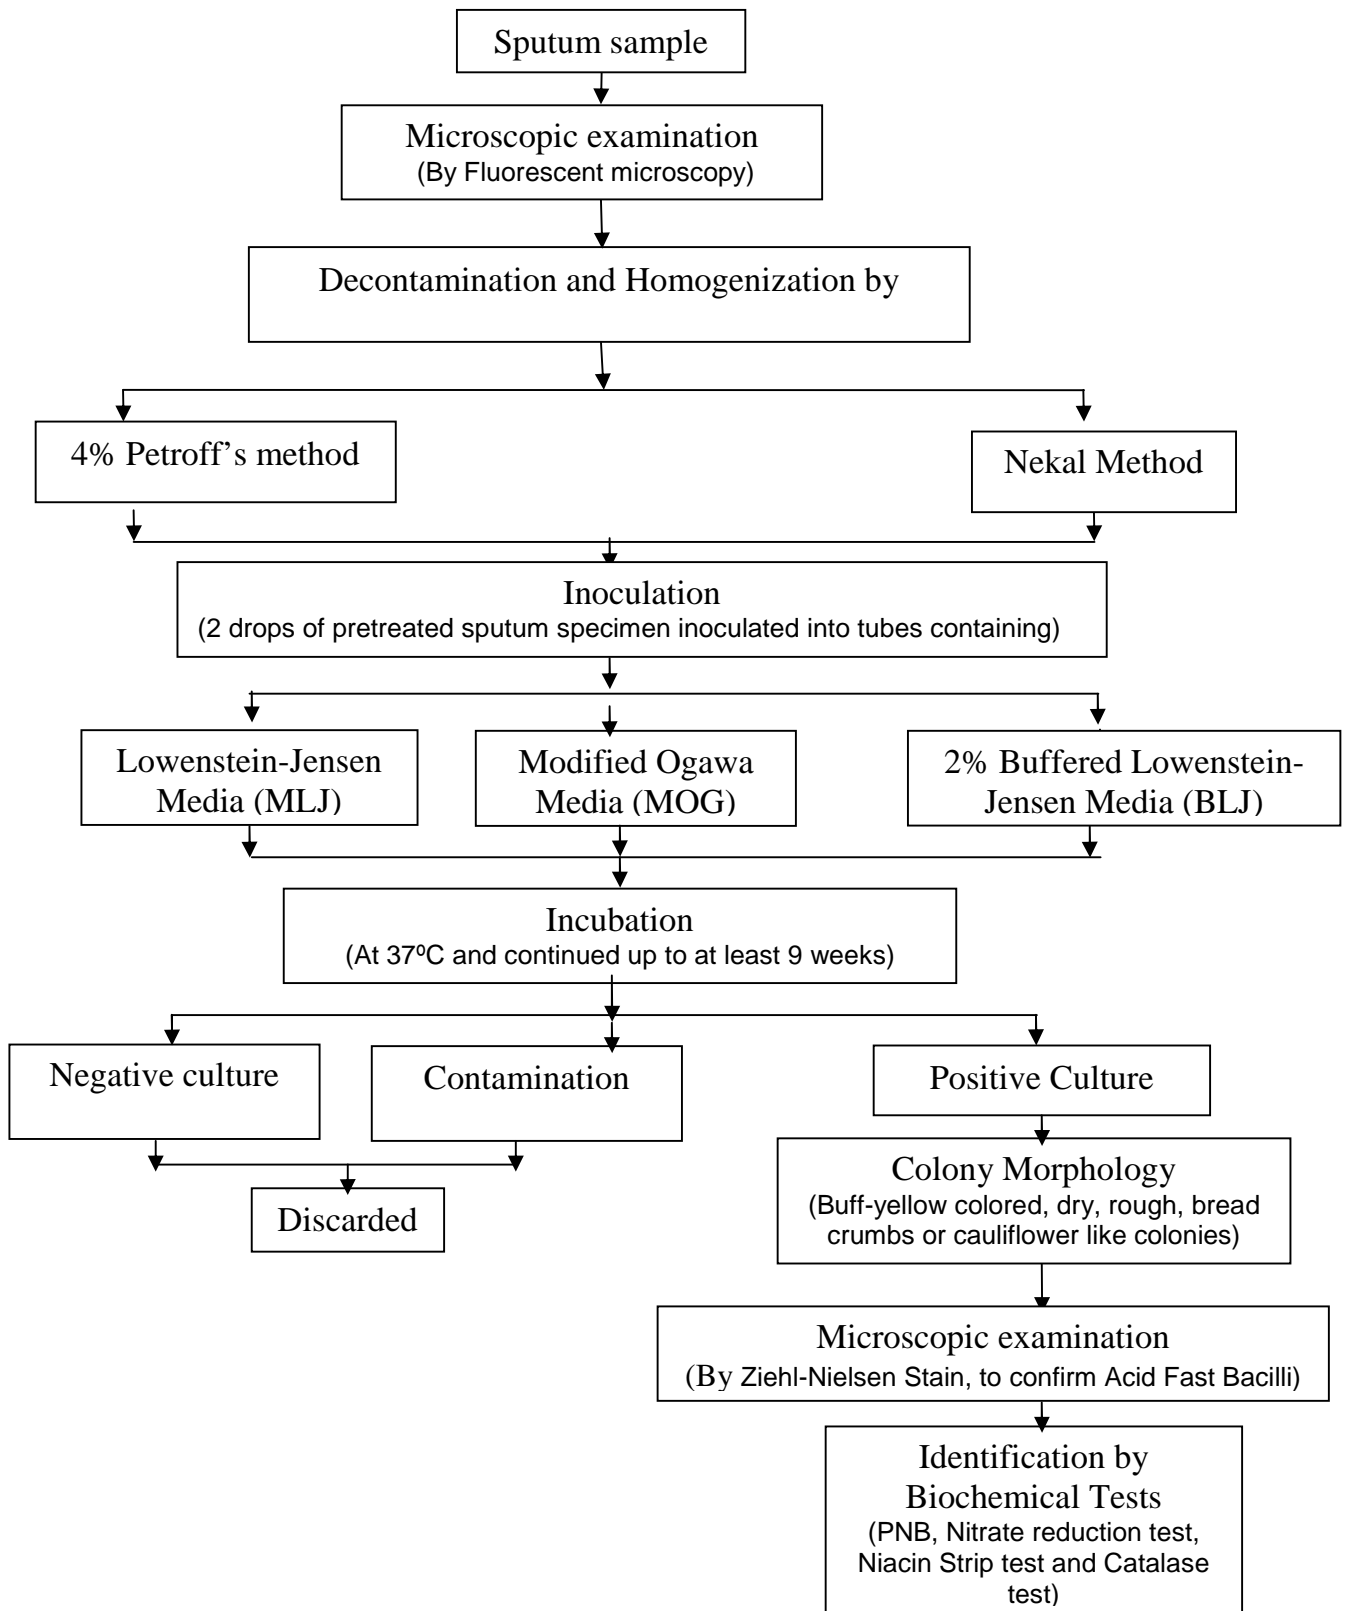 Sputum sample
Microscopic examination
(By Fluorescent microscopy)
Decontamination and Homogenization by
4% Petroff’s method
Nekal Method
Inoculation
(2 drops of pretreated sputum specimen inoculated into tubes containing)
Lowenstein-Jensen
Media (MLJ)
Modified Ogawa
Media (MOG)
2% Buffered Lowenstein-
Jensen Media (BLJ)
Incubation
(At 37ºC and continued up to at least 9 weeks)
Negative culture
Contamination
Positive Culture
Discarded
Colony Morphology
(Buff-yellow colored, dry, rough, bread
crumbs or cauliflower like colonies)
Microscopic examination
(By Ziehl-Nielsen Stain, to confirm Acid Fast Bacilli)
Identification by
Biochemical Tests
(PNB, Nitrate reduction test,
Niacin Strip test and Catalase
test)